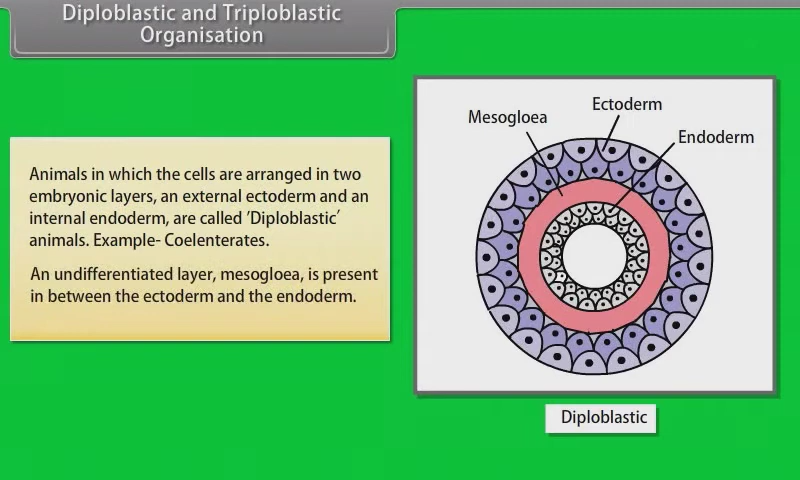 Diploblastic and Triploblastic
Organisation
Animals in which the cells are arranged in two
embryonic layers, an external ectoderm and an
internal endoderm, are called ‘Diploblastic’
animals. Example- Coelenterates.
An undifferentiated layer, mesogloea, is present
in between the ectoderm and the endoderm.
Ectoderm
Mesogloea
Endoderm
Diploblastic